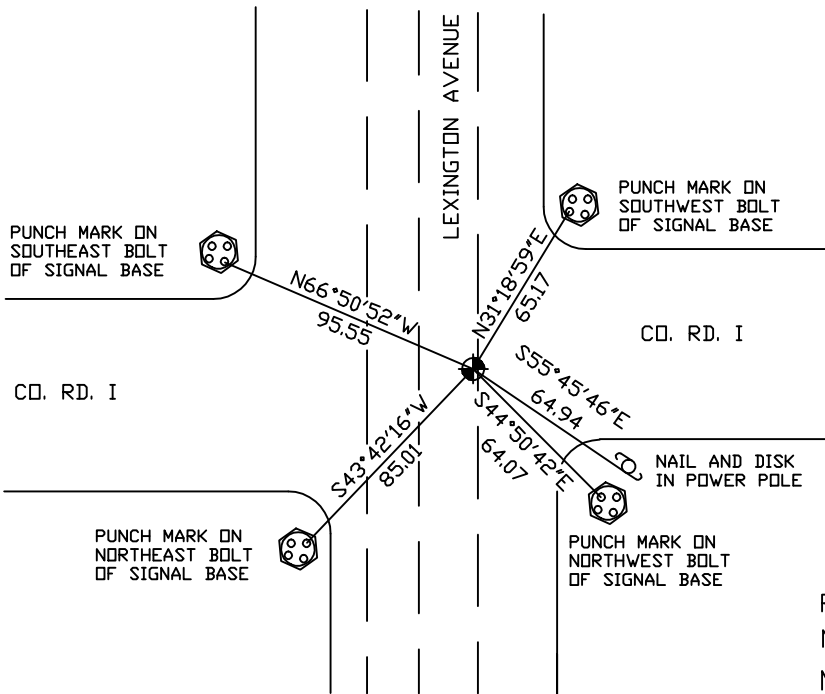 LEXINGTON AVENUE
PUNCH MARK ON
SOUTHWEST BOLT
OF SIGNAL BASE
PUNCH MARK ON
SOUTHEAST BOLT
OF SIGNAL BASE
N66°50'52"W
95.55
N31°18'59"E
65.17
CO. RD. I
CO. RD. I
S55°45'46"E
64.94
S43°42'16"W
85.01
S44°50'42"E
64.07
NAIL AND DISK
IN POWER POLE
PUNCH MARK ON
NORTHEAST BOLT
OF SIGNAL BASE
PUNCH MARK ON
NORTHWEST BOLT
OF SIGNAL BASE